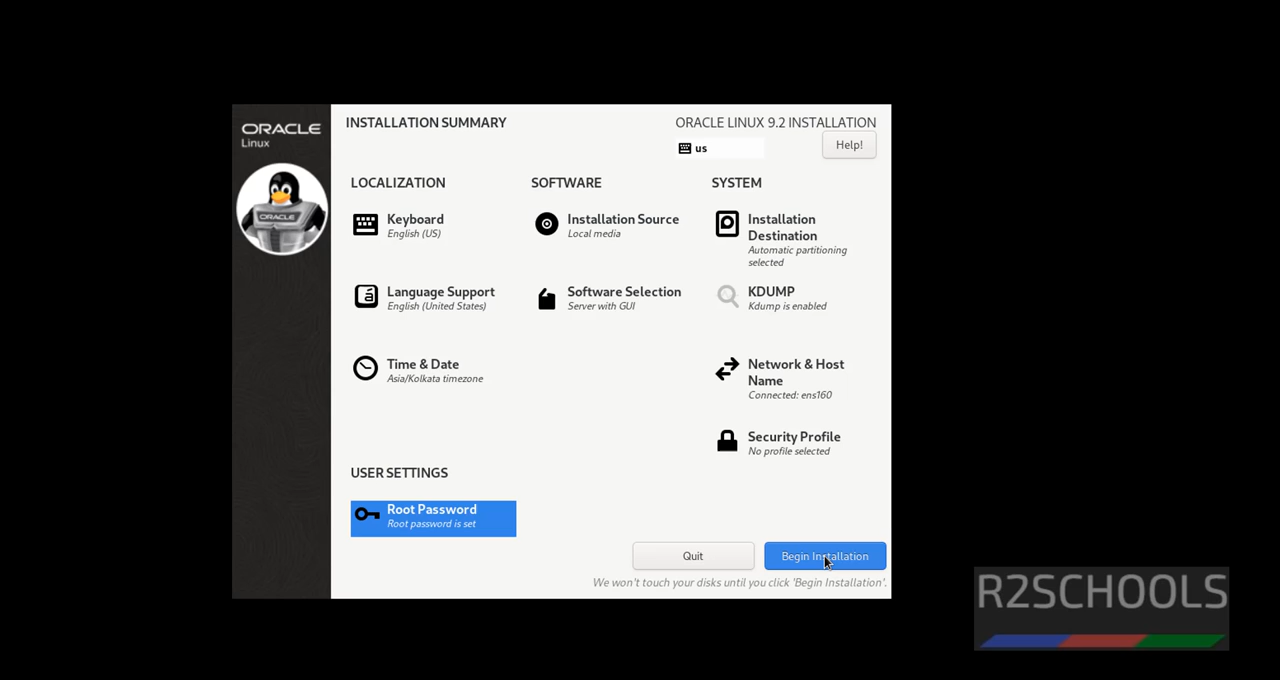 ORACLE
Linux
ORACLE
INSTALLATION SUMMARY
ORACLE LINUX 9.2 INSTALLATION
us
Help!
LOCALIZATION
Keyboard
English (US)
Language Support
English (United States)
Time & Date
Asia/Kolkata timezone
SOFTWARE
Installation Source
Local media
Software Selection
Server with GUI
SYSTEM
Installation
Destination
Automatic partitioning
selected
KDUMP
Kdump is enabled
Network & Host
Name
Connected: ens160
Security Profile
No profile selected
USER SETTINGS
Root Password
Root password is set
Quit
Begin Installation
We won't touch your disks until you click 'Begin Installation'.
R2SCHOOLS